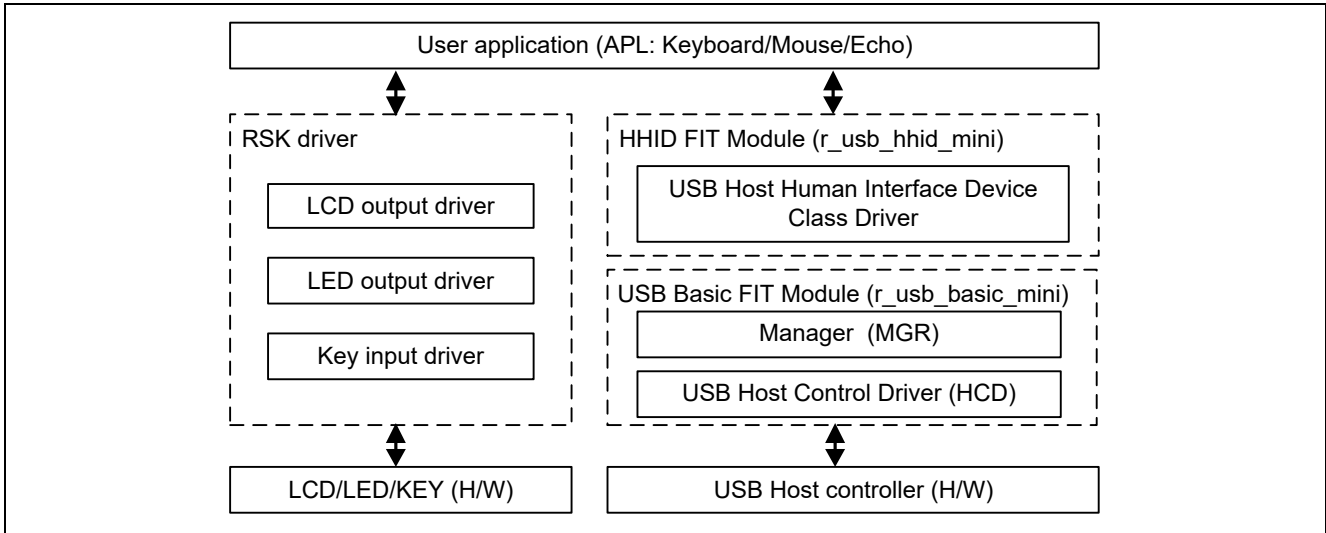 User application (APL: Keyboard/Mouse/Echo)
RSK driver
LCD output driver
LED output driver
Key input driver
HHID FIT Module (r_usb_hhid_mini)
USB Host Human Interface Device
Class Driver
USB Basic FIT Module (r_usb_basic_mini)
Manager (MGR)
USB Host Control Driver (HCD)
LCD/LED/KEY (H/W)
USB Host controller (H/W)